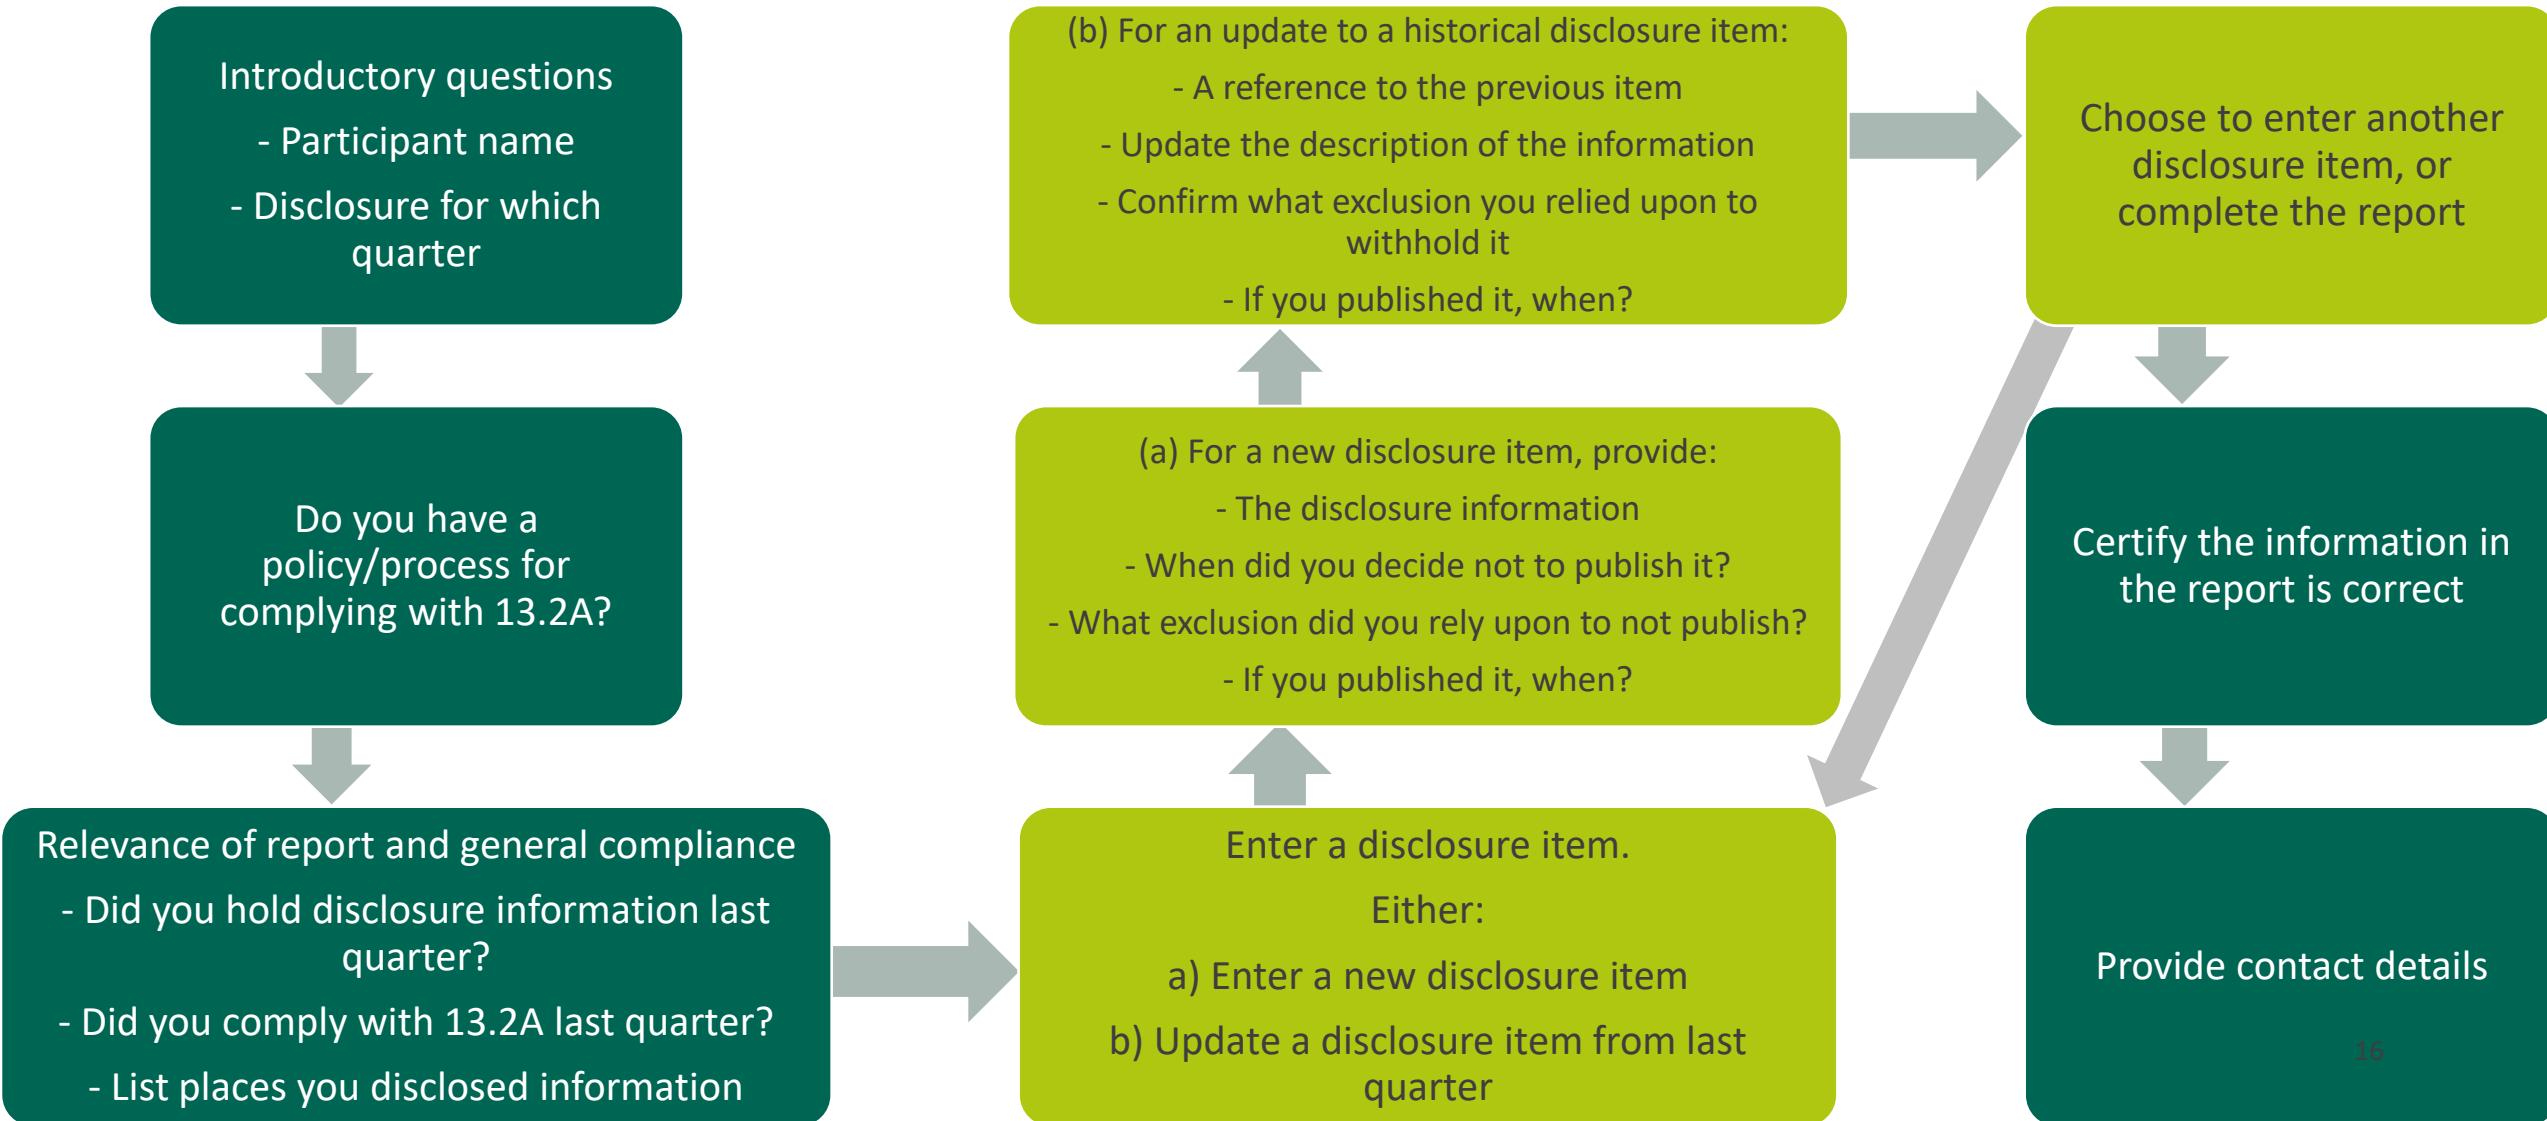 Introductory questions
- Participant name
- Disclosure for which
quarter
Do you have a
policy/process for
complying with 13.2A?
Relevance of report and general compliance
- Did you hold disclosure information last
quarter?
- Did you comply with 13.2A last quarter?
- List places you disclosed information
Enter a disclosure item.
Either:
a) Enter a new disclosure item
b) Update a disclosure item from last
quarter
(a) For a new disclosure item, provide:
- The disclosure information
- When did you decide not to publish it?
- What exclusion did you rely upon to not publish?
- If you published it, when?
(b) For an update to a historical disclosure item:
- A reference to the previous item
- Update the description of the information
- Confirm what exclusion you relied upon to
withhold it
- If you published it, when?
Choose to enter another
disclosure item, or
complete the report
Certify the information in
the report is correct
Provide contact details
16